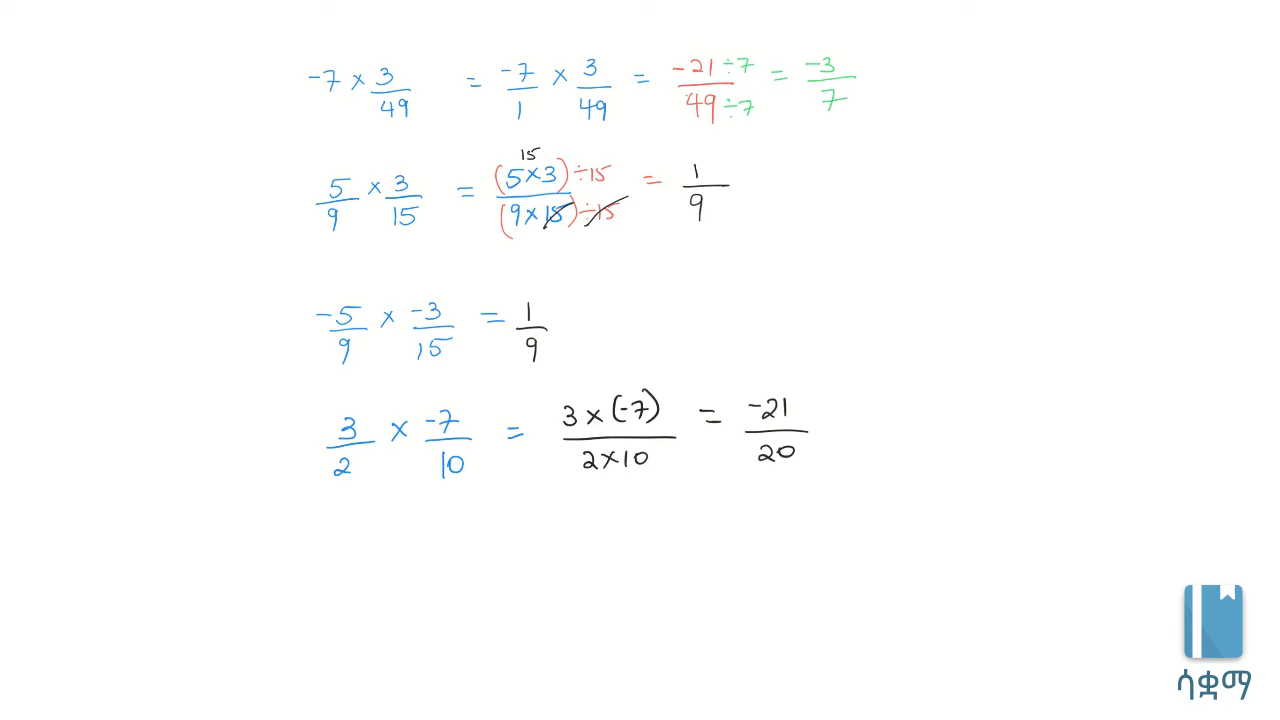 -7 × 3/49 = -7/1 × 3/49 = -21÷7/49÷7 = -3/7
5/9 × 3/15 = 15 (5×3)÷15/(9×15)÷15 = 1/9
-5/9 × -3/15 = 1/9
3/2 × -7/10 = 3×(-7)/2×10 = -21/20
ሳቋማ